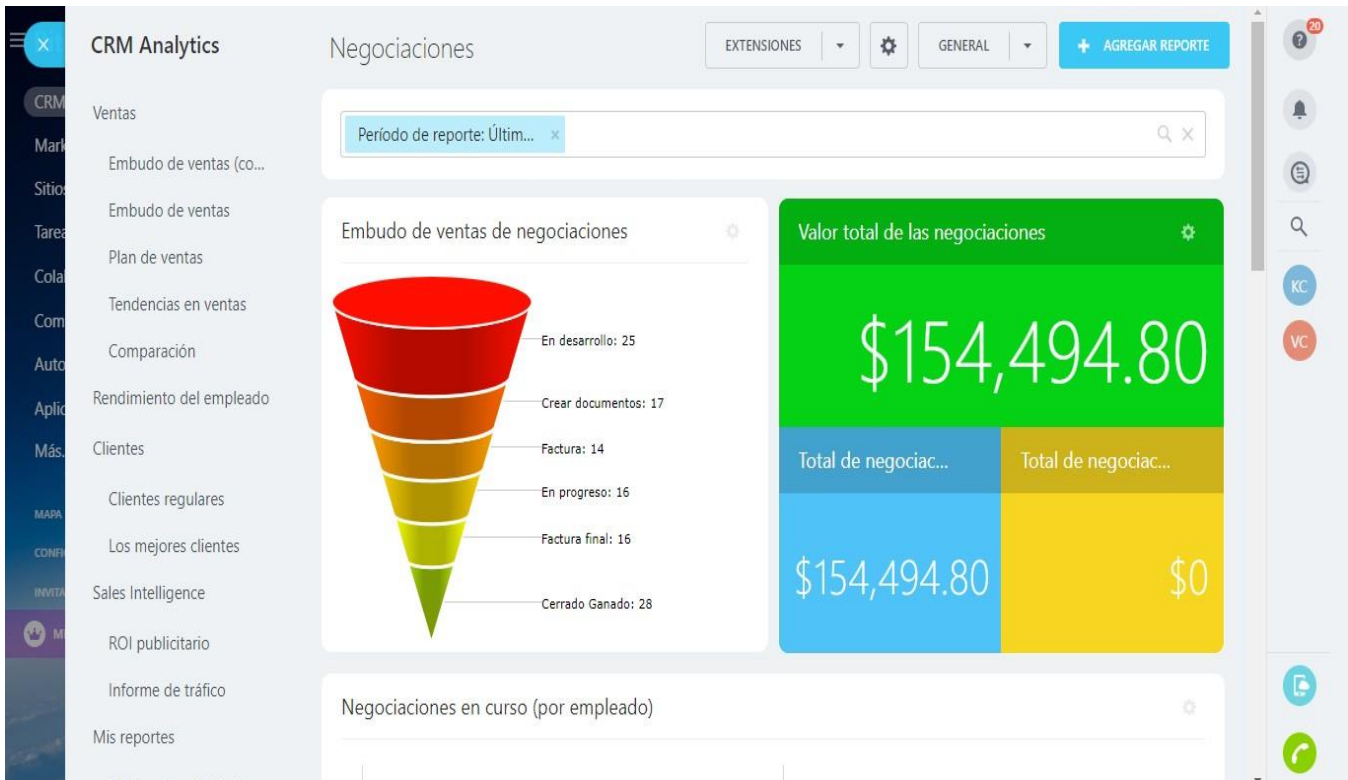 CRM Analytics
Negociaciones
EXTENSIONES
GENERAL
+ AGREGAR REPORTE
20
CRM
Mark
Sitios
Tarea
Colal
Com
Auto
Aplic
Más.
MAPA
CONFI
INVITA
MI
Ventas
Embudo de ventas (co...
Embudo de ventas
Plan de ventas
Tendencias en ventas
Comparación
Rendimiento del empleado
Clientes
Clientes regulares
Los mejores clientes
Sales Intelligence
ROI publicitario
Informe de tráfico
Mis reportes
Período de reporte: Últim... ×
Embudo de ventas de negociaciones
En desarrollo: 25
Crear documentos: 17
Factura: 14
En progreso: 16
Factura final: 16
Cerrado Ganado: 28
Valor total de las negociaciones
$154,494.80
Total de negociac...
Total de negociac...
$154,494.80
$0
Negociaciones en curso (por empleado)
KC
VC